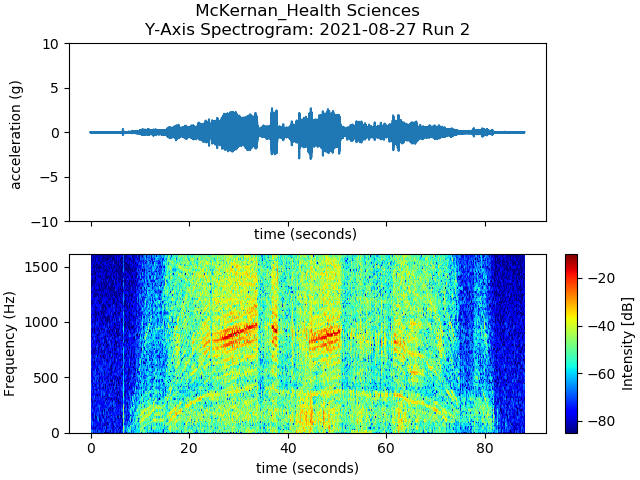 McKernan_Health Sciences
Y-Axis Spectrogram: 2021-08-27 Run 2
10
5
0
−5
−10
acceleration (g)
time (seconds)
1500
1000
500
0
Frequency (Hz)
0 20 40 60 80
time (seconds)
−20
−40
−60
−80
Intensity [dB]